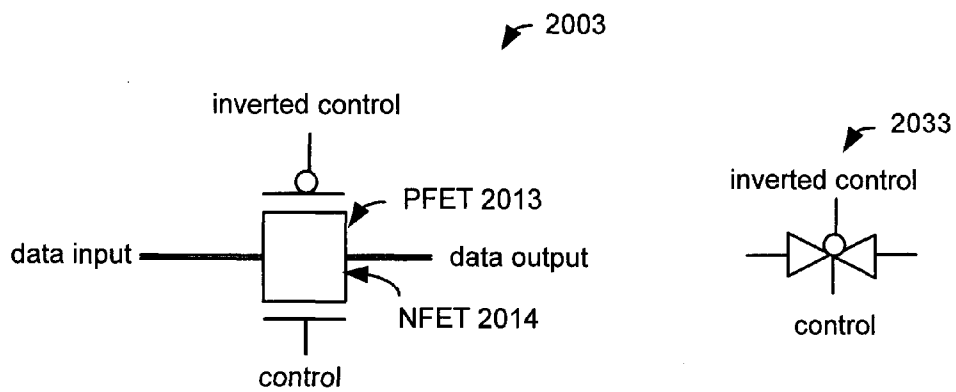 2003
inverted control
2033
PFET 2013
inverted control
data input
data output
NFET 2014
control
control